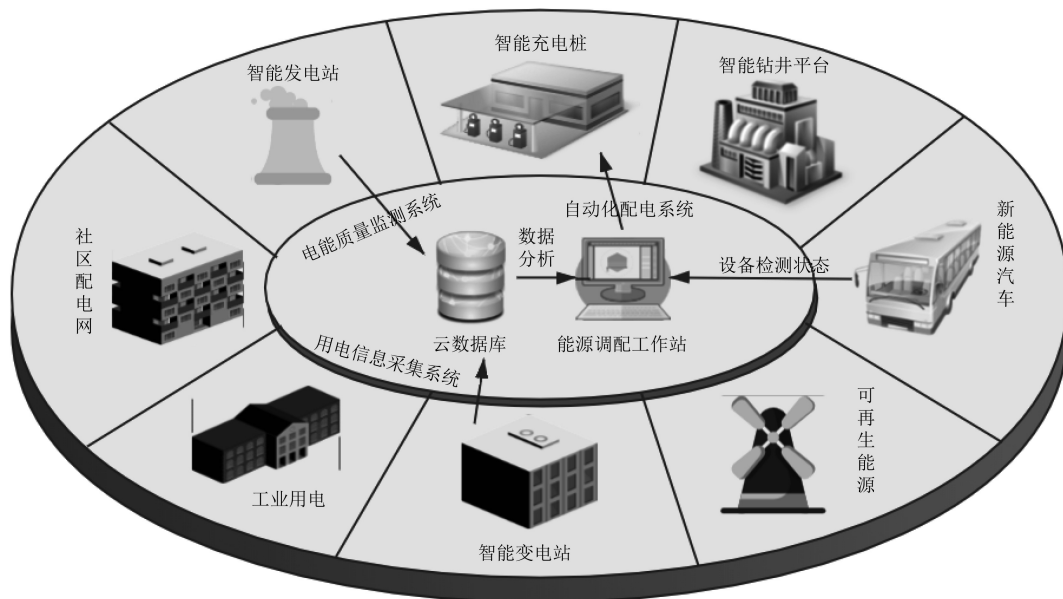 智能充电桩
智能发电站
智能钻井平台
电能质量监测系统
自动化配电系统
社区配电网
数据
分析
设备检测状态
新能源汽车
用电信息采集系统
云数据库
能源调配工作站
可再生能源
工业用电
智能变电站